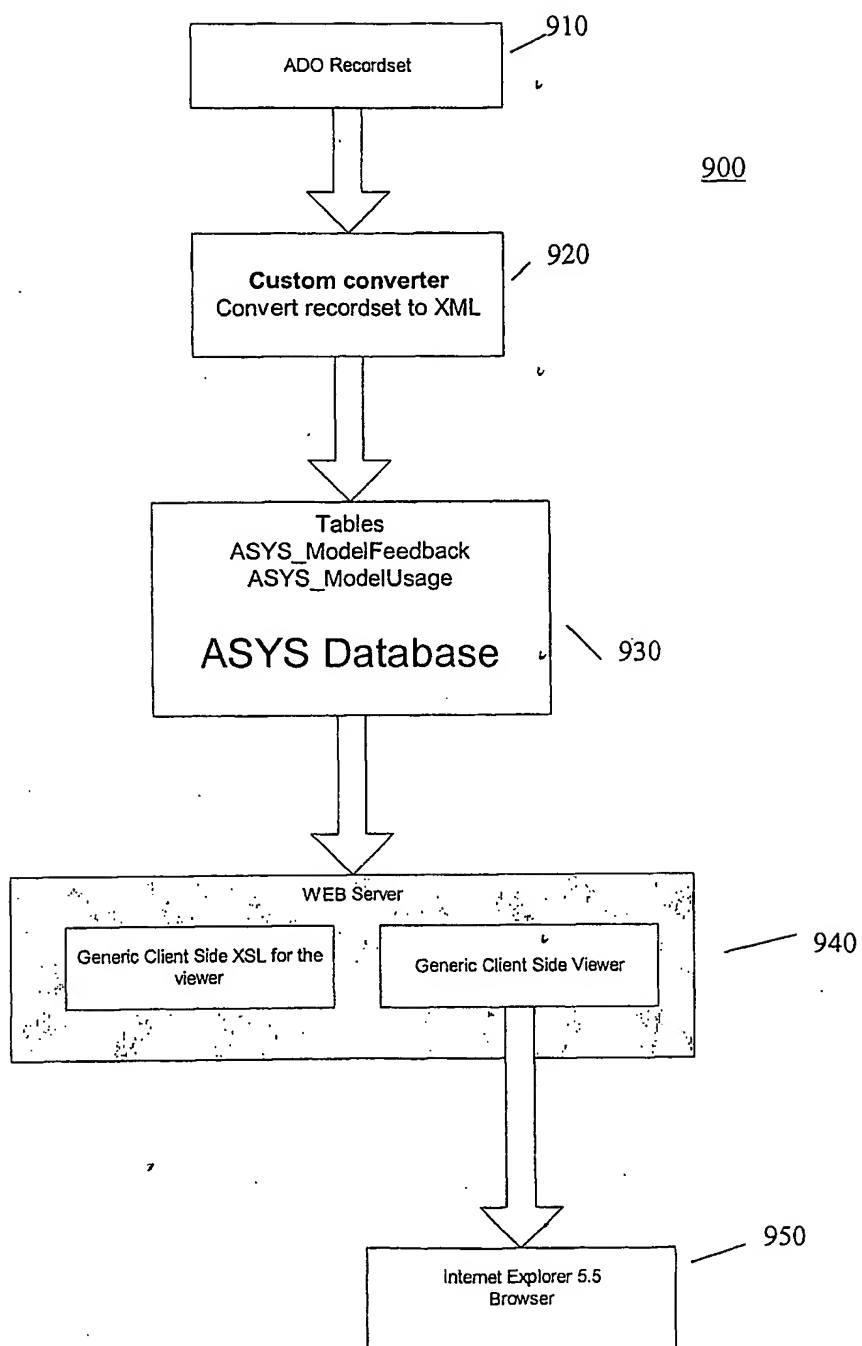 910
ADO Recordset
900
920
Custom converter
Convert recordset to XML
Tables
ASYS_ModelFeedback
ASYS_ModelUsage
ASYS Database
930
WEB Server
Generic Client Side XSL for the
viewer
Generic Client Side Viewer
940
950
Internet Explorer 5.5
Browser